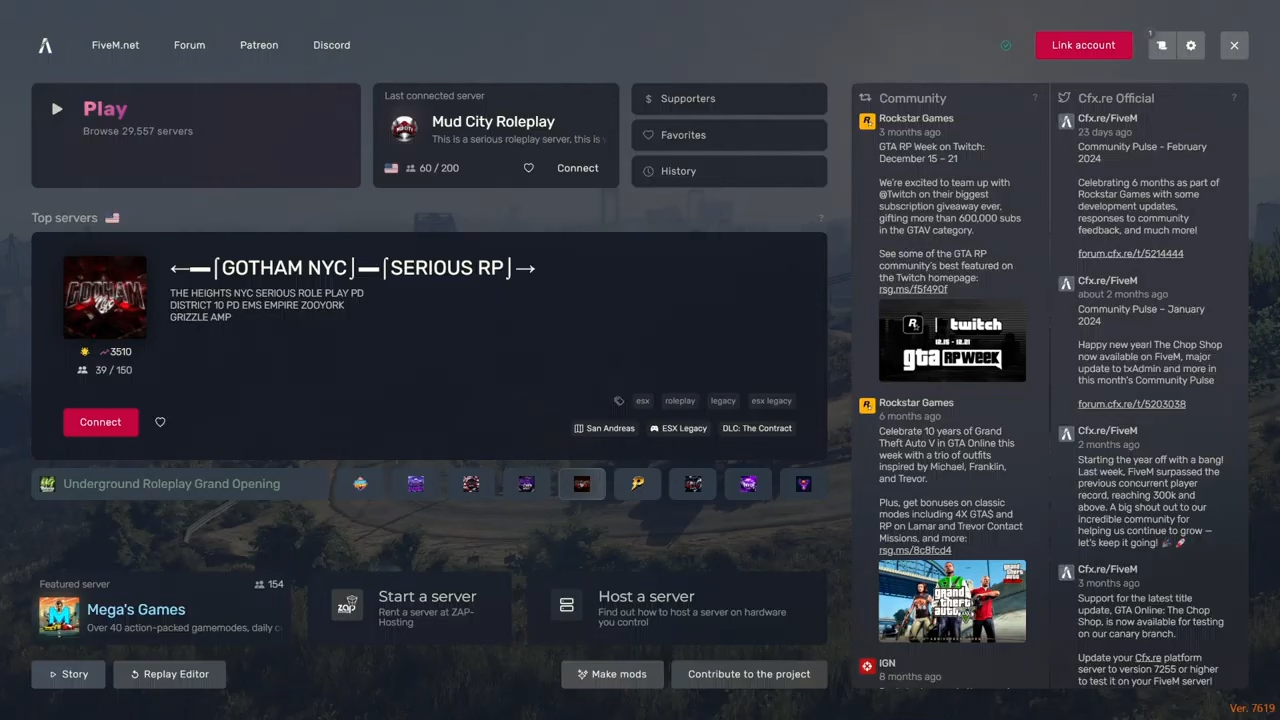 FiveM.net
Forum
Patreon
Discord
Link account
1
Play
Browse 29,557 servers
Last connected server
Mud City Roleplay
This is a serious roleplay server, this is
60 / 200
Connect
$ Supporters
Favorites
History
Top servers
?
GOTHAM
NYC
←▬⌠GOTHAM NYC⌡▬⌠SERIOUS RP⌡→
THE HEIGHTS NYC SERIOUS ROLE PLAY PD
DISTRICT 10 PD EMS EMPIRE ZOOYORK
GRIZZLE AMP
3510
39 / 150
Connect
esx
roleplay
legacy
esx legacy
San Andreas
ESX Legacy
DLC: The Contract
Underground Roleplay Grand Opening
Featured server
154
Mega's Games
Over 40 action-packed gamemodes, daily c
ZAP
Start a server
Rent a server at ZAP-
Hosting
Host a server
Find out how to host a server on hardware
you control
Story
Replay Editor
Make mods
Contribute to the project
Community
?
Rockstar Games
3 months ago
GTA RP Week on Twitch:
December 15 – 21
We're excited to team up with
@Twitch on their biggest
subscription giveaway ever,
gifting more than 600,000 subs
in the GTAV category.
See some of the GTA RP
community's best featured on
the Twitch homepage:
rsg.ms/f5f490f
R | twitch
12.15 - 12.21
gta RP WEEK
Rockstar Games
6 months ago
Celebrate 10 years of Grand
Theft Auto V in GTA Online this
week with a trio of outfits
inspired by Michael, Franklin,
and Trevor.
Plus, get bonuses on classic
modes including 4X GTA$ and
RP on Lamar and Trevor Contact
Missions, and more:
rsg.ms/8c8fcd4
grand
theft
auto
IGN
8 months ago
Cfx.re Official
?
Cfx.re/FiveM
23 days ago
Community Pulse - February
2024
Celebrating 6 months as part of
Rockstar Games with some
development updates,
responses to community
feedback, and much more!
forum.cfx.re/t/5214444
Cfx.re/FiveM
about 2 months ago
Community Pulse – January
2024
Happy new year! The Chop Shop
now available on FiveM, major
update to txAdmin and more in
this month's Community Pulse
forum.cfx.re/t/5203038
Cfx.re/FiveM
2 months ago
Starting the year off with a bang!
Last week, FiveM surpassed the
previous concurrent player
record, reaching 300k and
above. A big shout out to our
incredible community for
helping us continue to grow —
let's keep it going! 🎉 🚀
Cfx.re/FiveM
3 months ago
Support for the latest title
update, GTA Online: The Chop
Shop, is now available for testing
on our canary branch.
Update your Cfx.re platform
server to version 7255 or higher
to test it on your FiveM server!
Ver. 7619